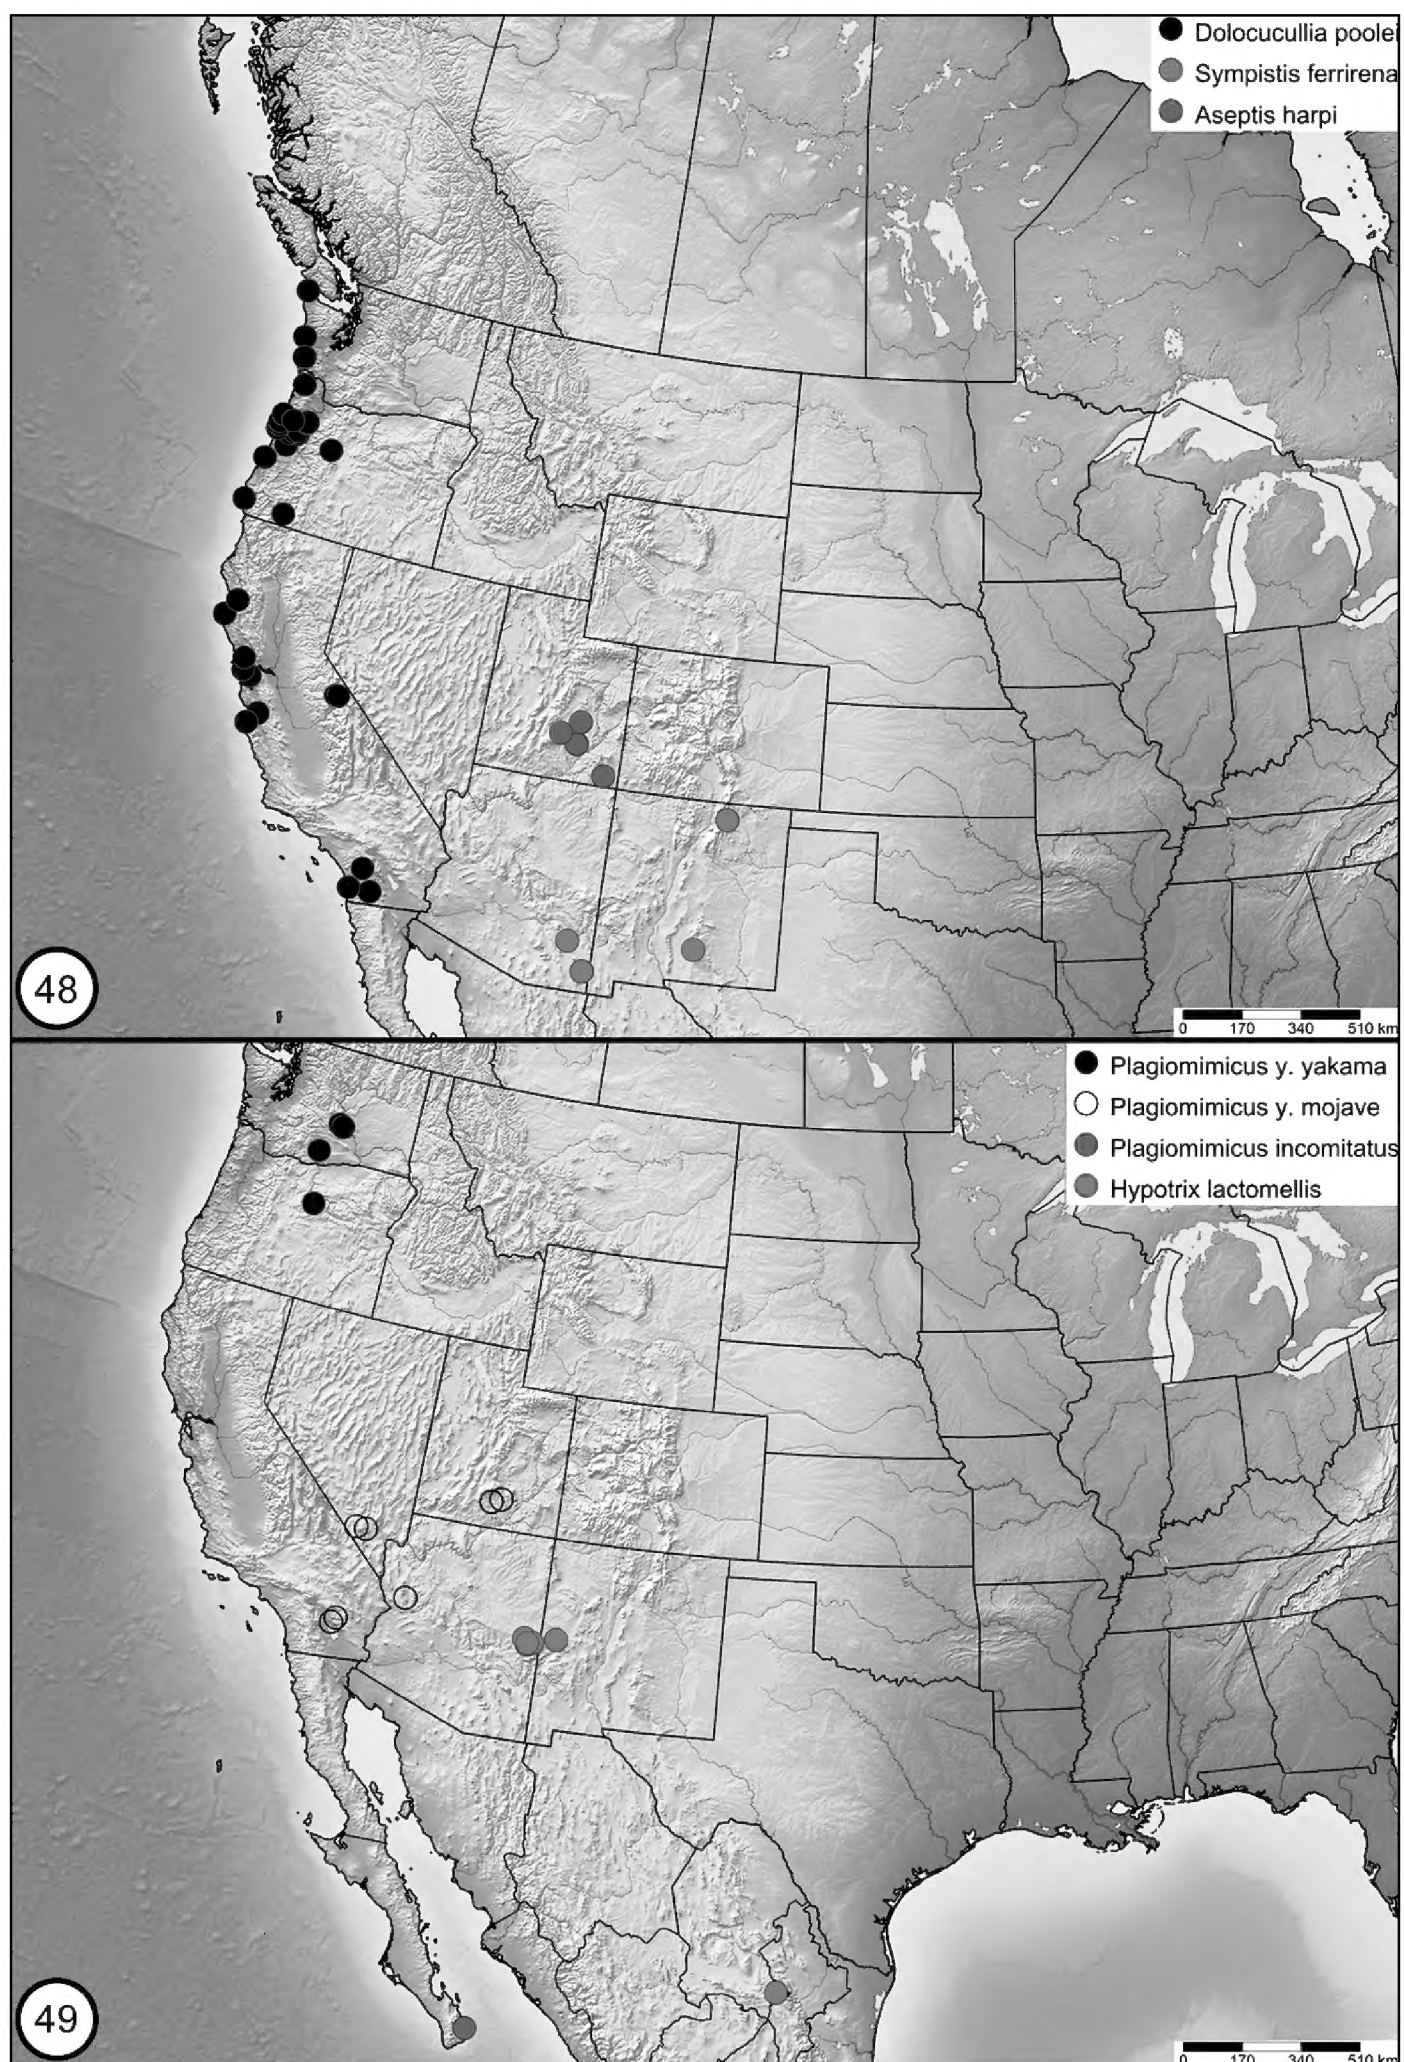 Dolocucullia poolei
Sympistis ferrirena
Aseptis harpi
48
0 170 340 510 km
Plagiomimicus y. yakama
Plagiomimicus y. mojave
Plagiomimicus incomitatus
Hypotrix lactomellis
49
0 170 340 510 km